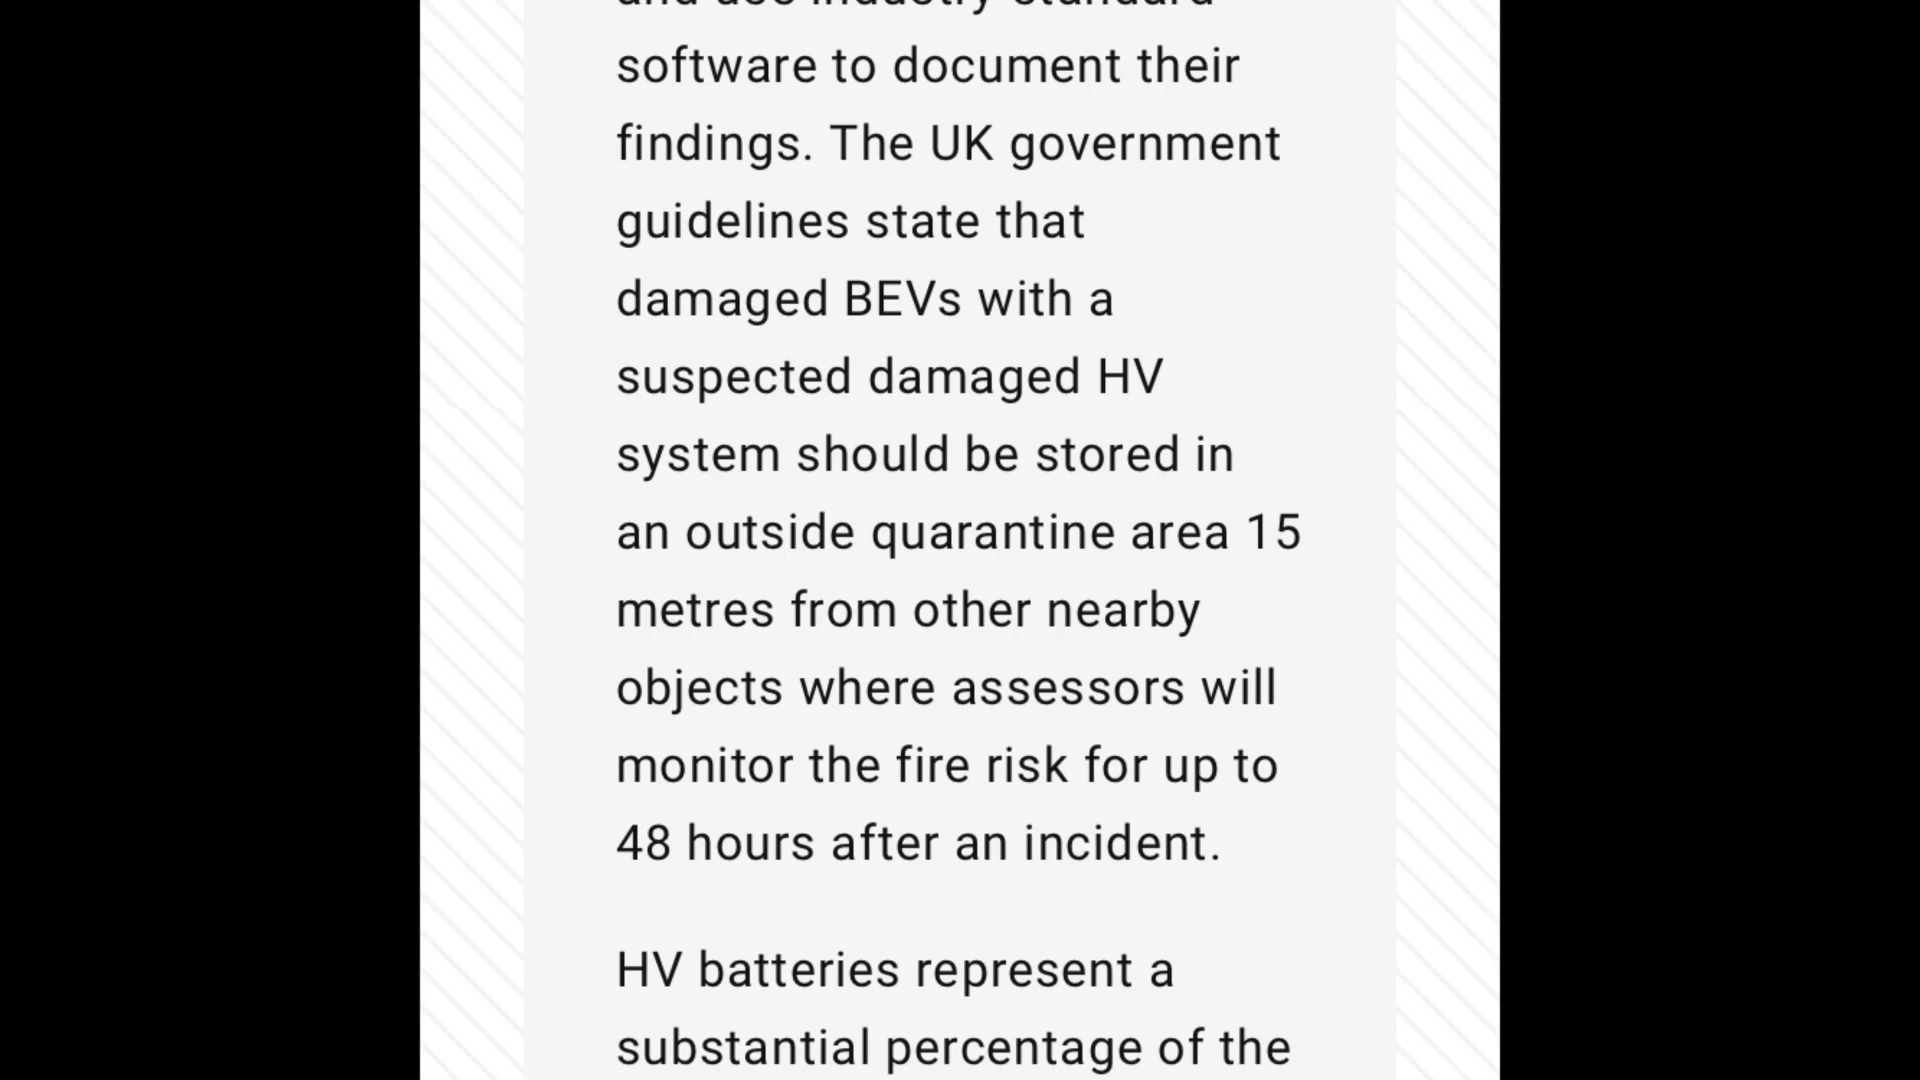 software to document their
findings. The UK government
guidelines state that
damaged BEVs with a
suspected damaged HV
system should be stored in
an outside quarantine area 15
metres from other nearby
objects where assessors will
monitor the fire risk for up to
48 hours after an incident.
HV batteries represent a
substantial percentage of the